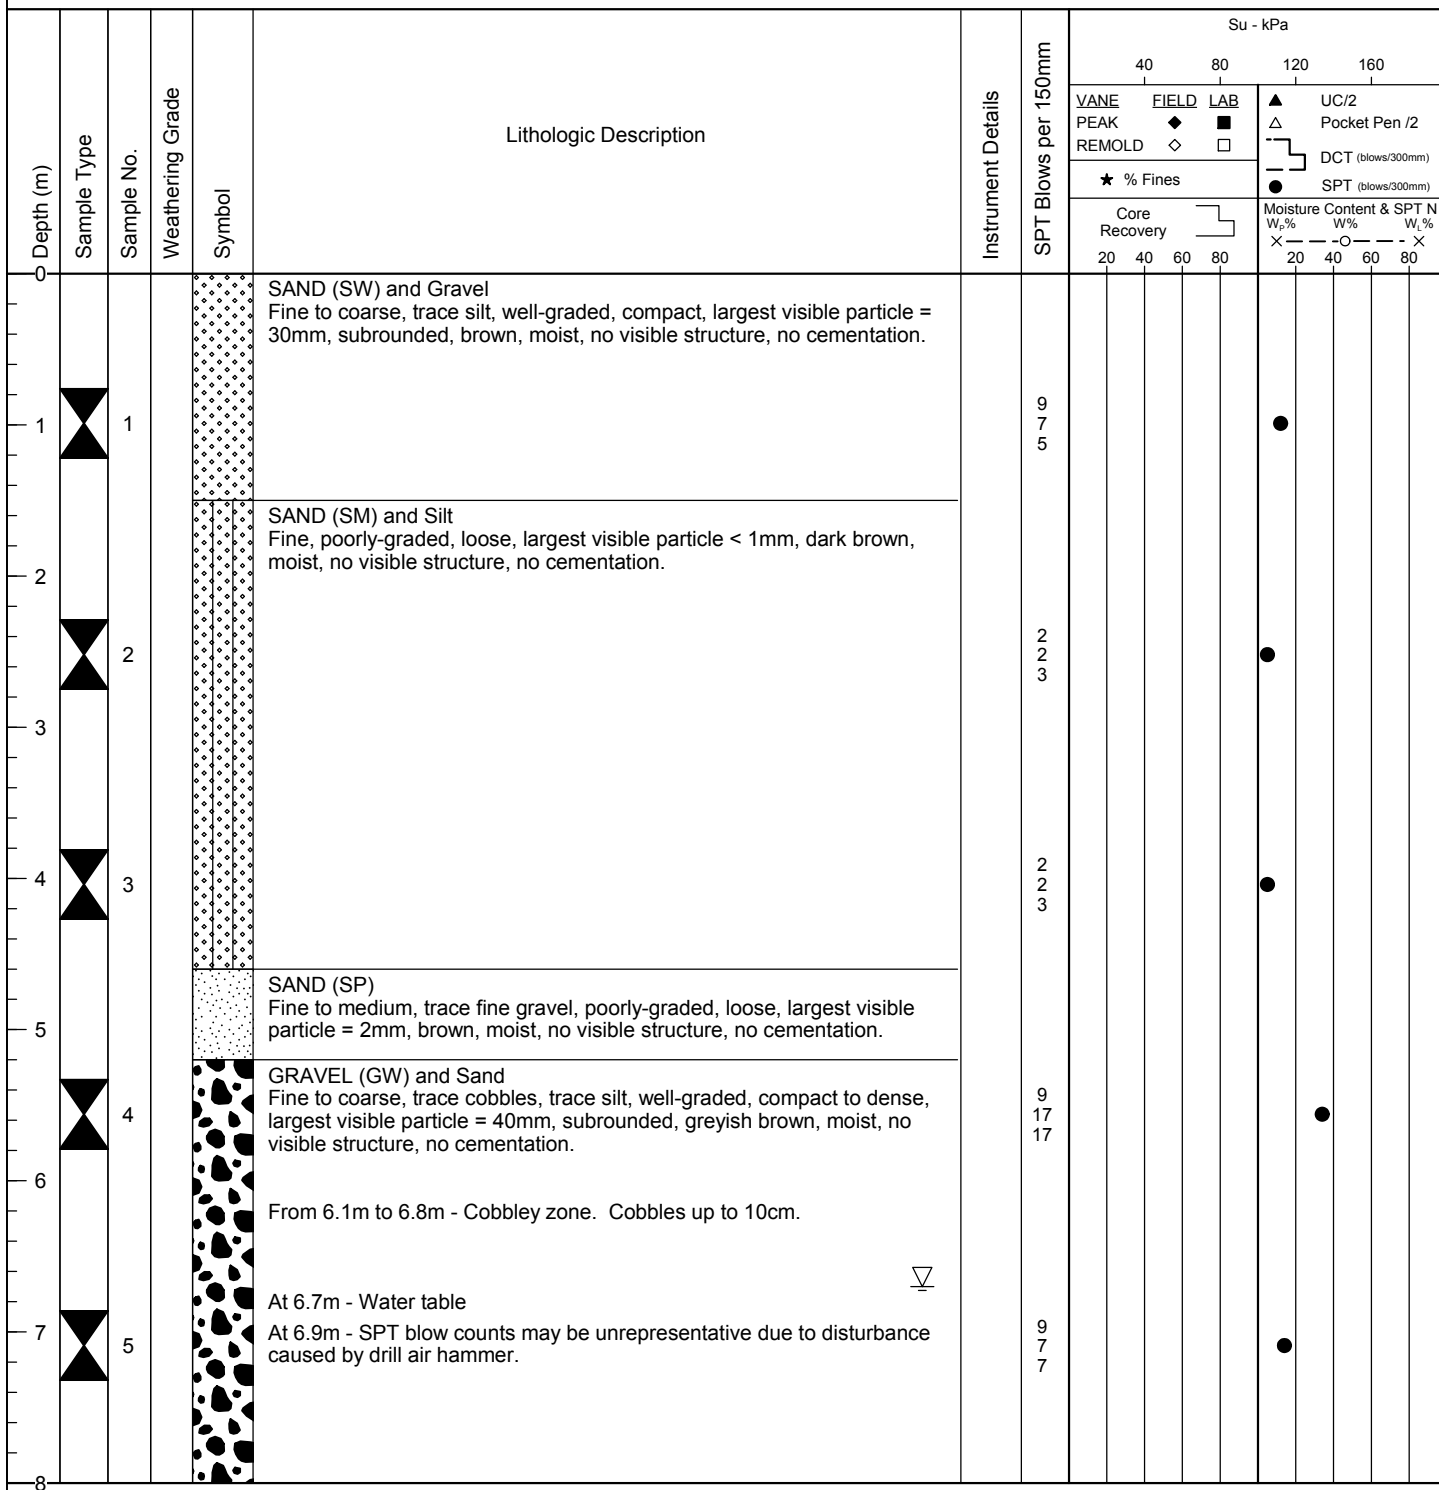 Depth (m)
Sample Type
Sample No.
Weathering Grade
Symbol
Lithologic Description
Instrument Details
SPT Blows per 150mm
Su - kPa
40 80 120 160
VANE FIELD LAB
PEAK ◆ ■
REMOLD ◇ □
★ % Fines
Core
Recovery
20 40 60 80
▲ UC/2
△ Pocket Pen /2
DCT (blows/300mm)
● SPT (blows/300mm)
Moisture Content & SPT N
WP% W% WL%
20 40 60 80
0
SAND (SW) and Gravel
Fine to coarse, trace silt, well-graded, compact, largest visible particle =
30mm, subrounded, brown, moist, no visible structure, no cementation.
1
1
9
7
5
SAND (SM) and Silt
Fine, poorly-graded, loose, largest visible particle < 1mm, dark brown,
moist, no visible structure, no cementation.
2
2
2
2
3
3
4
3
2
2
3
SAND (SP)
Fine to medium, trace fine gravel, poorly-graded, loose, largest visible
particle = 2mm, brown, moist, no visible structure, no cementation.
5
GRAVEL (GW) and Sand
Fine to coarse, trace cobbles, trace silt, well-graded, compact to dense,
largest visible particle = 40mm, subrounded, greyish brown, moist, no
visible structure, no cementation.
4
9
17
17
6
From 6.1m to 6.8m - Cobbley zone. Cobbles up to 10cm.
At 6.7m - Water table
7
5
At 6.9m - SPT blow counts may be unrepresentative due to disturbance
caused by drill air hammer.
9
7
7
8